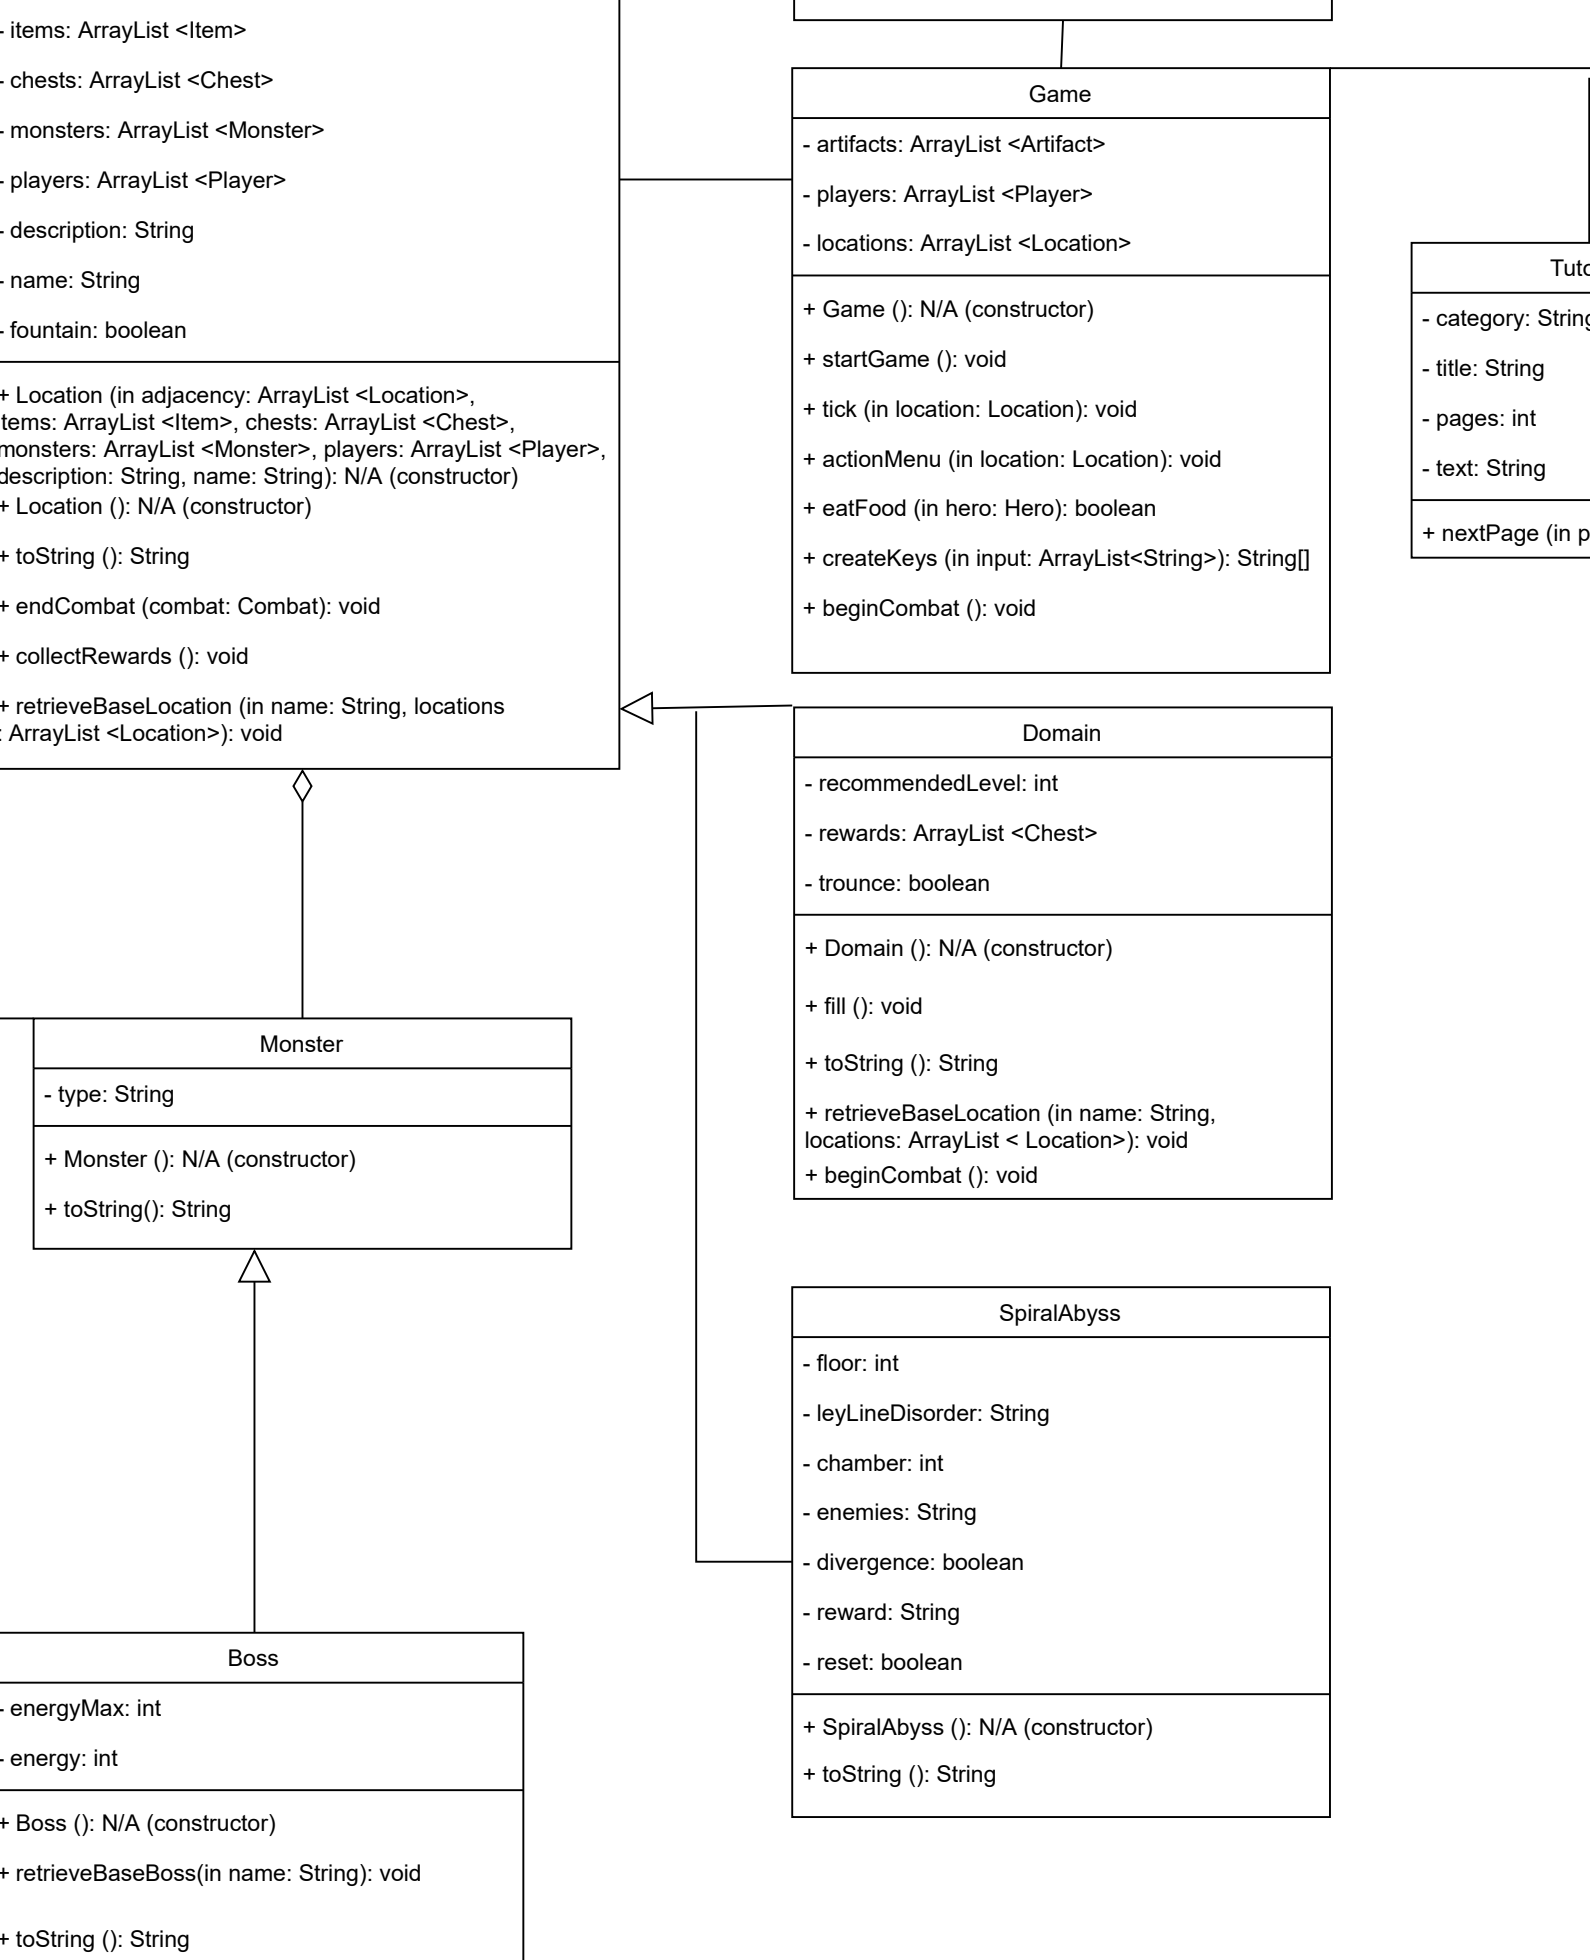 - items: ArrayList <Item>
- chests: ArrayList <Chest>
- monsters: ArrayList <Monster>
- players: ArrayList <Player>
- description: String
- name: String
- fountain: boolean
+ Location (in adjacency: ArrayList <Location>,
tems: ArrayList <Item>, chests: ArrayList <Chest>,
monsters: ArrayList <Monster>, players: ArrayList <Player>,
description: String, name: String): N/A (constructor)
+ Location (): N/A (constructor)
+ toString (): String
+ endCombat (combat: Combat): void
+ collectRewards (): void
+ retrieveBaseLocation (in name: String, locations
: ArrayList <Location>): void
Game
- artifacts: ArrayList <Artifact>
- players: ArrayList <Player>
- locations: ArrayList <Location>
+ Game (): N/A (constructor)
+ startGame (): void
+ tick (in location: Location): void
+ actionMenu (in location: Location): void
+ eatFood (in hero: Hero): boolean
+ createKeys (in input: ArrayList<String>): String[]
+ beginCombat (): void
Tuto
- category: String
- title: String
- pages: int
- text: String
+ nextPage (in p
Domain
- recommendedLevel: int
- rewards: ArrayList <Chest>
- trounce: boolean
+ Domain (): N/A (constructor)
+ fill (): void
+ toString (): String
+ retrieveBaseLocation (in name: String,
locations: ArrayList < Location>): void
+ beginCombat (): void
Monster
- type: String
+ Monster (): N/A (constructor)
+ toString(): String
SpiralAbyss
- floor: int
- leyLineDisorder: String
- chamber: int
- enemies: String
- divergence: boolean
- reward: String
- reset: boolean
+ SpiralAbyss (): N/A (constructor)
+ toString (): String
Boss
- energyMax: int
- energy: int
+ Boss (): N/A (constructor)
+ retrieveBaseBoss(in name: String): void
+ toString (): String